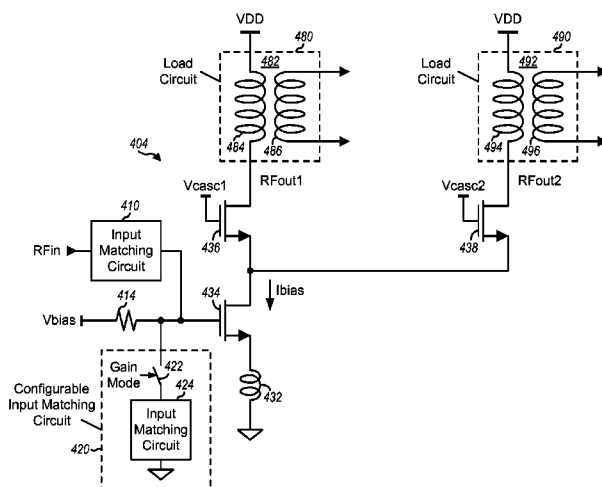 VDD
480
Load
Circuit
482
484
486
RFout1
VDD
490
Load
Circuit
492
494
496
RFout2
404
Vcasc1
436
Vcasc2
438
410
RFin
Input
Matching
Circuit
414
Vbias
434
Ibias
Gain
Mode
422
432
Configurable
Input Matching
Circuit
420
424
Input
Matching
Circuit